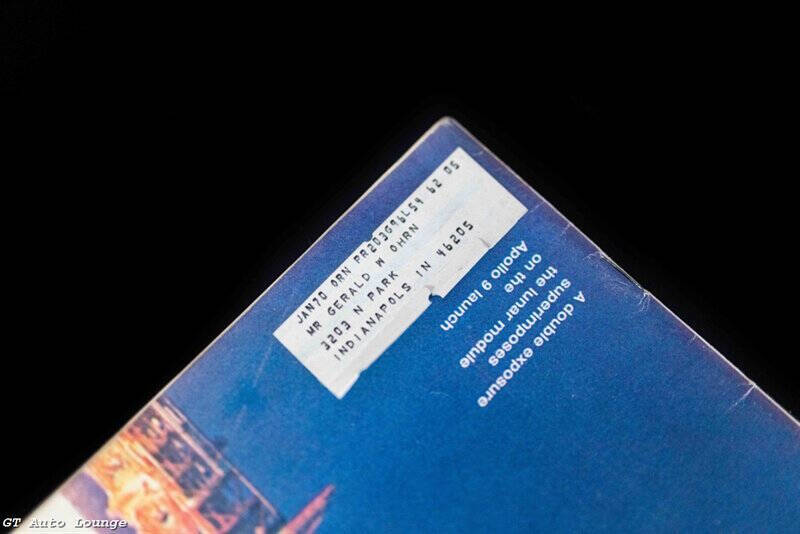 JAN70 ORN PR203G96L59 62 05
MR GERALD W OHRN
3203 N PARK
INDIANAPOLS IN 46205
A double exposure
superimposes
the lunar module
on the
Apollo 9 launch
GT Auto Lounge